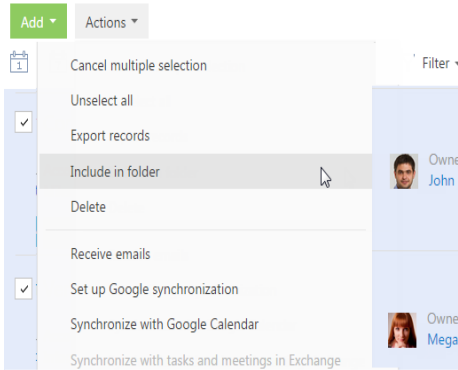 Add Actions
1 Filter
Cancel multiple selection
Unselect all
Export records
Include in folder
Delete
Receive emails
Set up Google synchronization
Synchronize with Google Calendar
Synchronize with tasks and meetings in Exchange
Owne
John
Owne
Mega